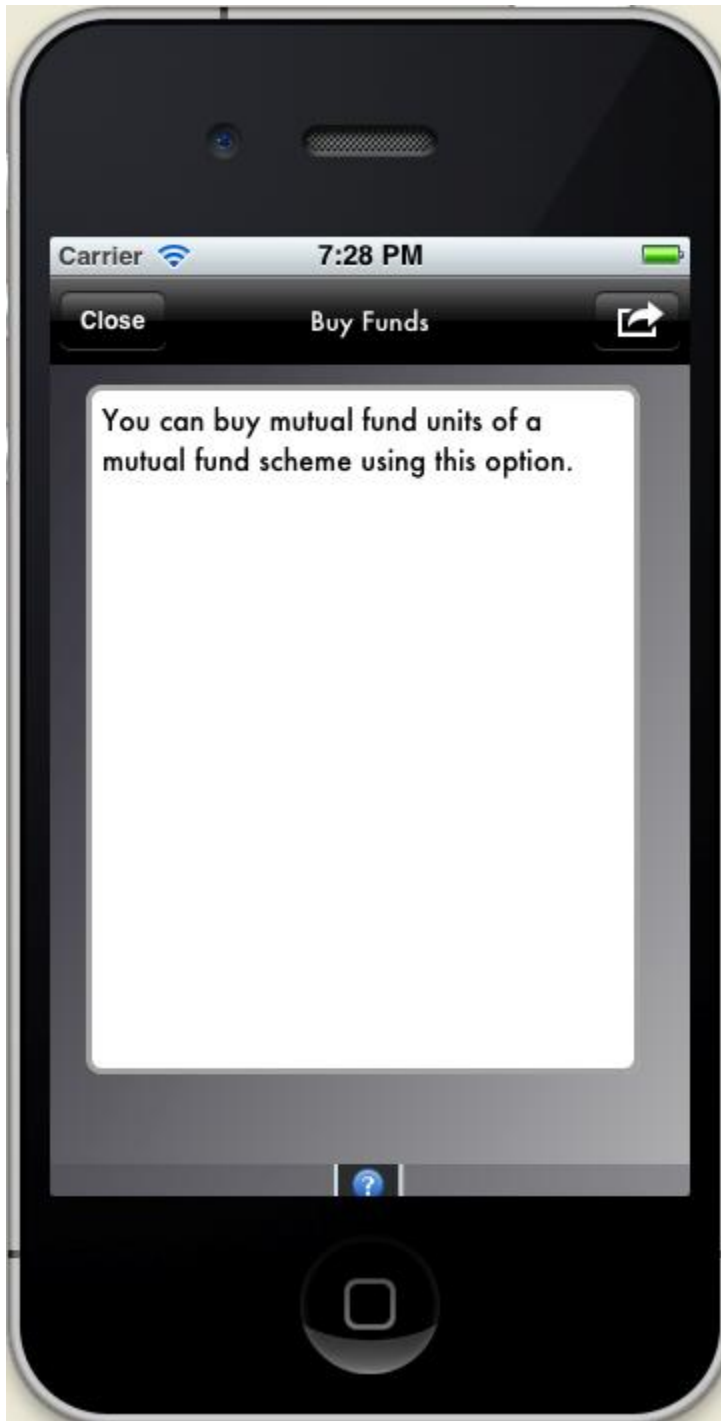 Carrier 7:28 PM
Close Buy Funds
You can buy mutual fund units of a
mutual fund scheme using this option.
?